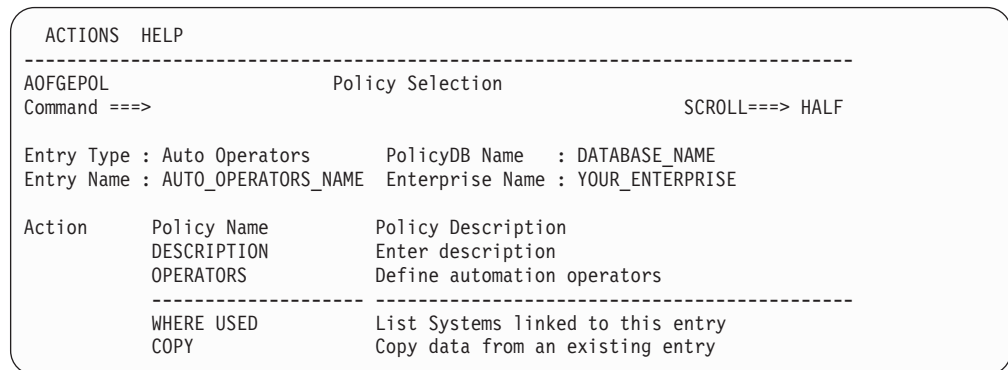 ACTIONS HELP
-------------------------------------------------------------------------------
AOFGEPOL Policy Selection
Command ===> SCROLL===> HALF
Entry Type : Auto Operators PolicyDB Name : DATABASE_NAME
Entry Name : AUTO_OPERATORS_NAME Enterprise Name : YOUR_ENTERPRISE
Action Policy Name Policy Description
DESCRIPTION Enter description
OPERATORS Define automation operators
-------------------- ---------------------------------------------
WHERE USED List Systems linked to this entry
COPY Copy data from an existing entry